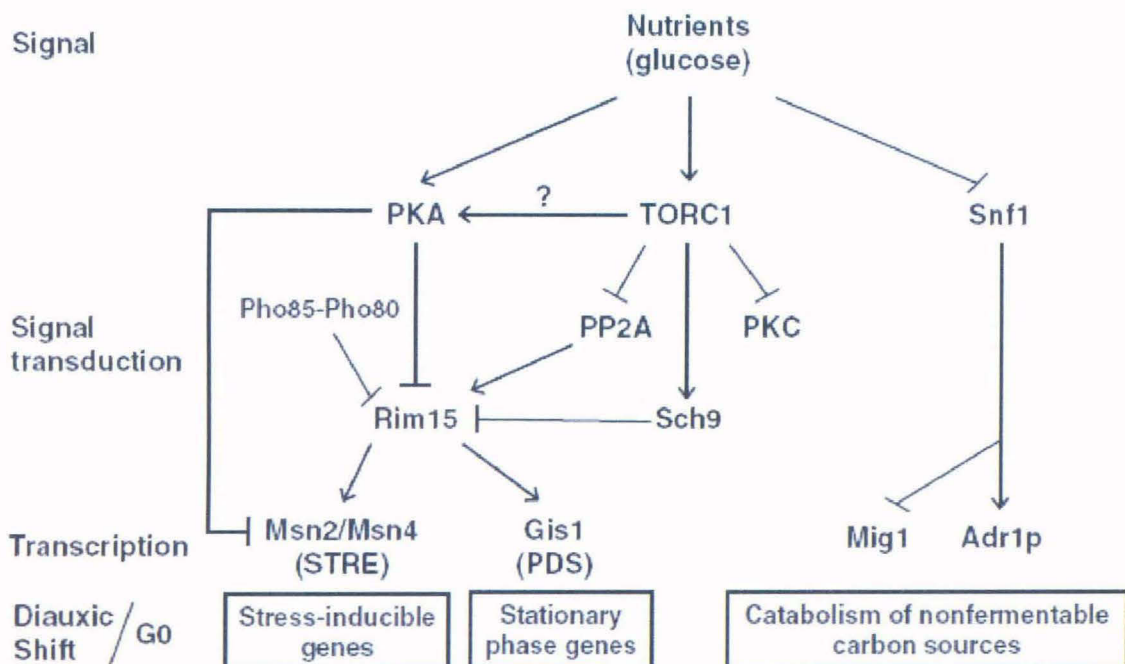 Signal
Nutrients
(glucose)
?
PKA
TORC1
Snf1
Pho85-Pho80
Signal
transduction
PP2A
PKC
Rim15
Sch9
Transcription
Msn2/Msn4
(STRE)
Gis1
(PDS)
Mig1
Adr1p
Diauxic
Shift / G0
Stress-inducible
genes
Stationary
phase genes
Catabolism of nonfermentable
carbon sources